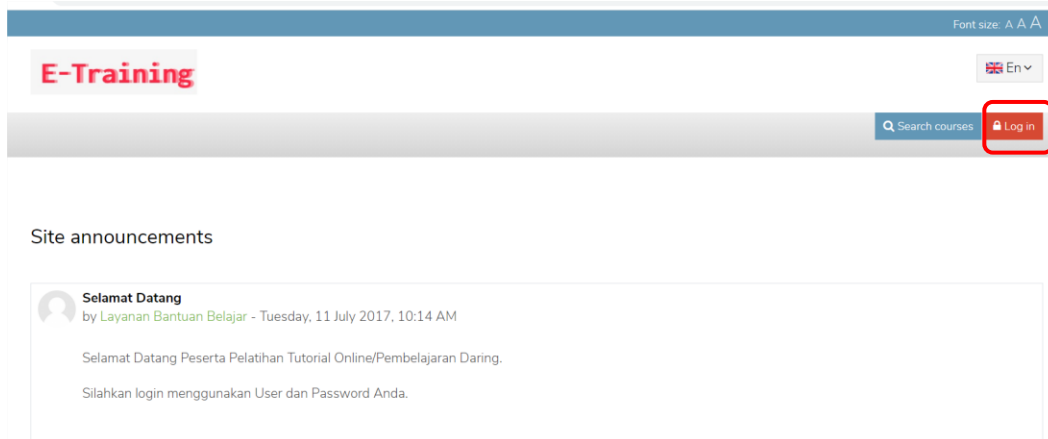 Font size: A A A
E-Training
En
Search courses
Log in
Site announcements
Selamat Datang
by Layanan Bantuan Belajar - Tuesday, 11 July 2017, 10:14 AM
Selamat Datang Peserta Pelatihan Tutorial Online/Pembelajaran Daring.
Silahkan login menggunakan User dan Password Anda.